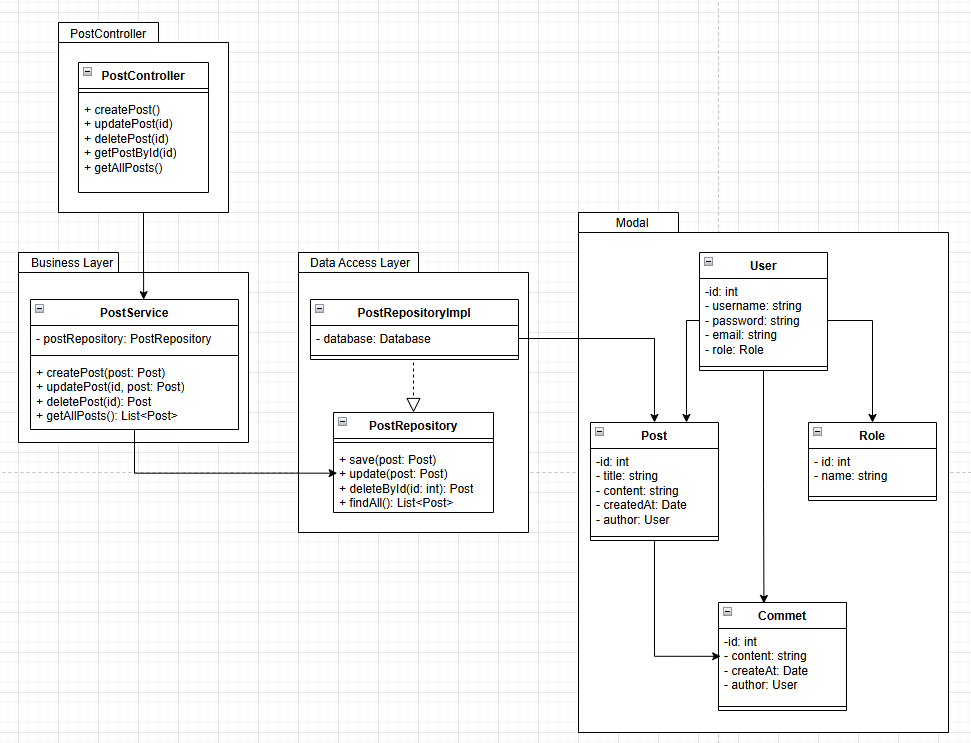 PostController
PostController
+ createPost()
+ updatePost(id)
+ deletePost(id)
+ getPostById(id)
+ getAllPosts()
Business Layer
PostService
- postRepository: PostRepository
+ createPost(post: Post)
+ updatePost(id, post: Post)
+ deletePost(id): Post
+ getAllPosts(): List<Post>
Data Access Layer
PostRepositoryImpl
- database: Database
PostRepository
+ save(post: Post)
+ update(post: Post)
+ deleteById(id: int): Post
+ findAll(): List<Post>
Modal
User
-id: int
- username: string
- password: string
- email: string
- role: Role
Post
-id: int
- title: string
- content: string
- createdAt: Date
- author: User
Role
- id: int
- name: string
Commet
-id: int
- content: string
- createAt: Date
- author: User